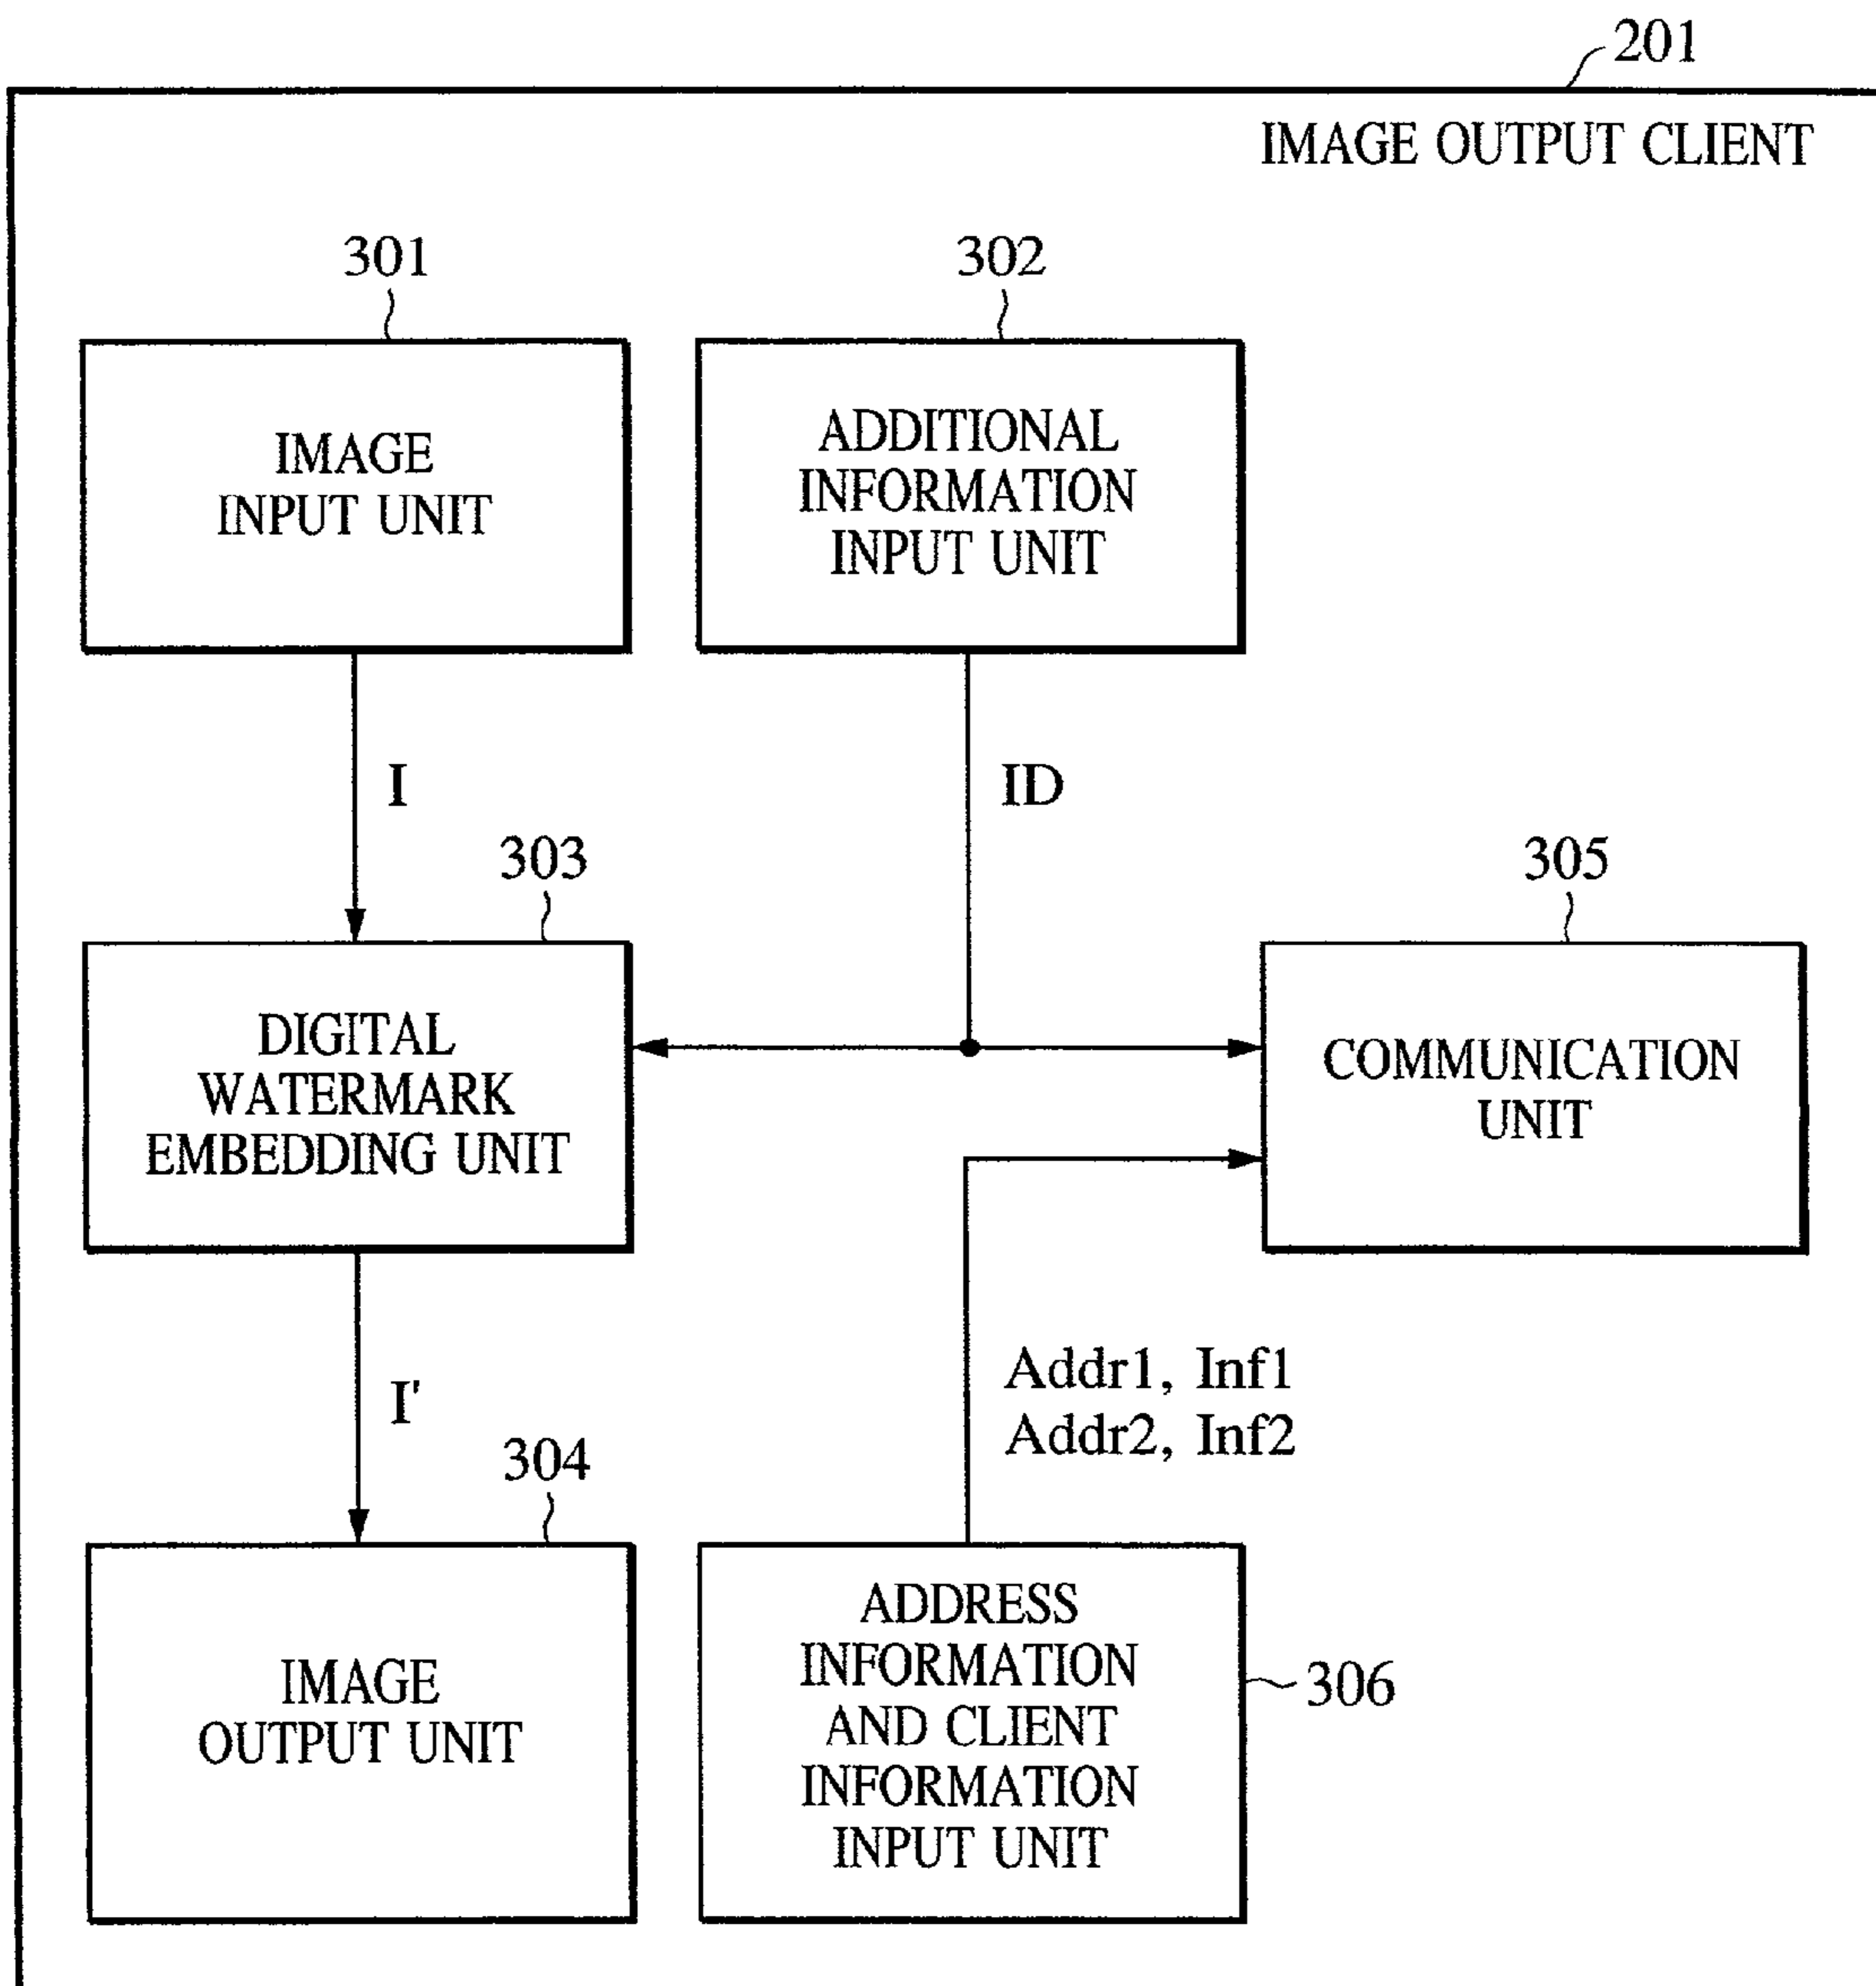 201
IMAGE OUTPUT CLIENT
301
302
IMAGE
INPUT UNIT
ADDITIONAL
INFORMATION
INPUT UNIT
I
ID
303
305
DIGITAL
WATERMARK
EMBEDDING UNIT
COMMUNICATION
UNIT
I'
Addr1, Inf1
Addr2, Inf2
304
IMAGE
OUTPUT UNIT
ADDRESS
INFORMATION
AND CLIENT
INFORMATION
INPUT UNIT
306